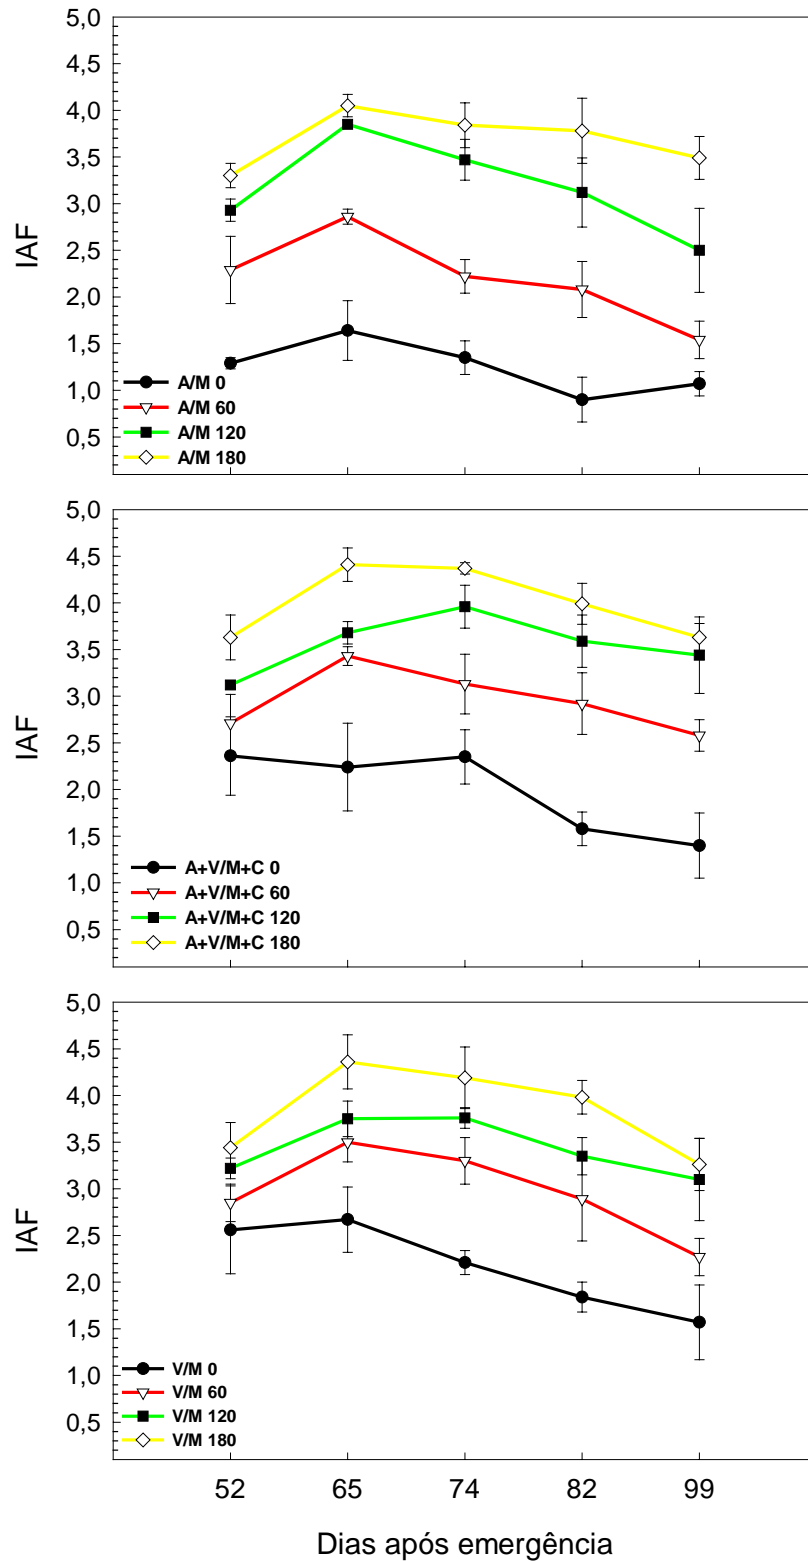 5,0
4,5
4,0
3,5
3,0
2,5
2,0
1,5
1,0
0,5
IAF
A/M 0
A/M 60
A/M 120
A/M 180
5,0
4,5
4,0
3,5
3,0
2,5
2,0
1,5
1,0
0,5
IAF
A+V/M+C 0
A+V/M+C 60
A+V/M+C 120
A+V/M+C 180
5,0
4,5
4,0
3,5
3,0
2,5
2,0
1,5
1,0
0,5
IAF
V/M 0
V/M 60
V/M 120
V/M 180
52 65 74 82 99
Dias após emergência